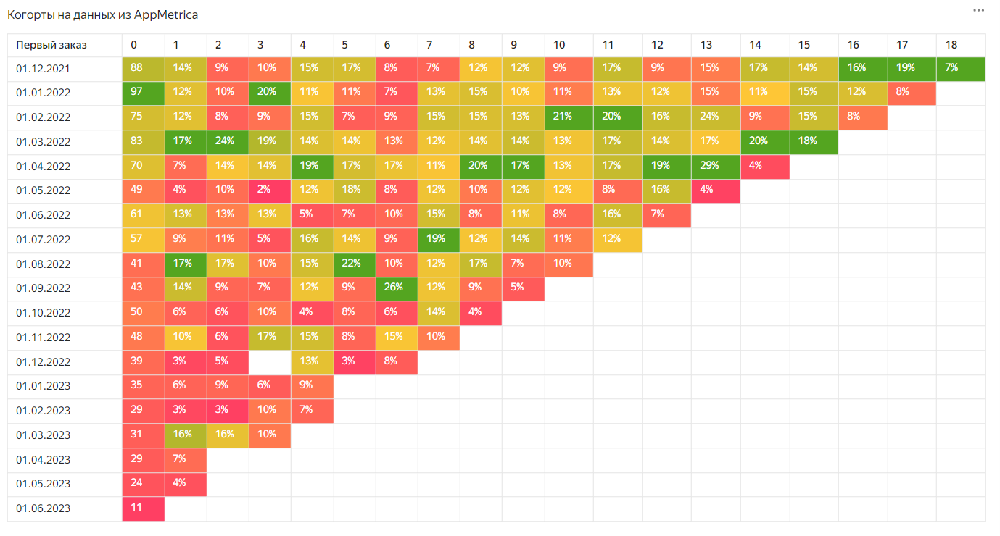 Когорты на данных из AppMetrica
Первый заказ 0 1 2 3 4 5 6 7 8 9 10 11 12 13 14 15 16 17 18
01.12.2021 88 14% 9% 10% 15% 17% 8% 7% 12% 12% 9% 17% 9% 15% 17% 14% 16% 19% 7%
01.01.2022 97 12% 10% 20% 11% 11% 7% 13% 15% 10% 11% 13% 12% 15% 11% 15% 12% 8%
01.02.2022 75 12% 8% 9% 15% 7% 9% 15% 15% 13% 21% 20% 16% 24% 9% 15% 8%
01.03.2022 83 17% 24% 19% 14% 14% 13% 12% 14% 14% 13% 17% 14% 17% 20% 18%
01.04.2022 70 7% 14% 14% 19% 17% 17% 11% 20% 17% 13% 17% 19% 29% 4%
01.05.2022 49 4% 10% 2% 12% 18% 8% 12% 10% 12% 12% 8% 16% 4%
01.06.2022 61 13% 13% 13% 5% 7% 10% 15% 8% 11% 8% 16% 7%
01.07.2022 57 9% 11% 5% 16% 14% 9% 19% 12% 14% 11% 12%
01.08.2022 41 17% 17% 10% 15% 22% 10% 12% 17% 7% 10%
01.09.2022 43 14% 9% 7% 12% 9% 26% 12% 9% 5%
01.10.2022 50 6% 6% 10% 4% 8% 6% 14% 4%
01.11.2022 48 10% 6% 17% 15% 8% 15% 10%
01.12.2022 39 3% 5% 13% 3% 8%
01.01.2023 35 6% 9% 6% 9%
01.02.2023 29 3% 3% 10% 7%
01.03.2023 31 16% 16% 10%
01.04.2023 29 7%
01.05.2023 24 4%
01.06.2023 11